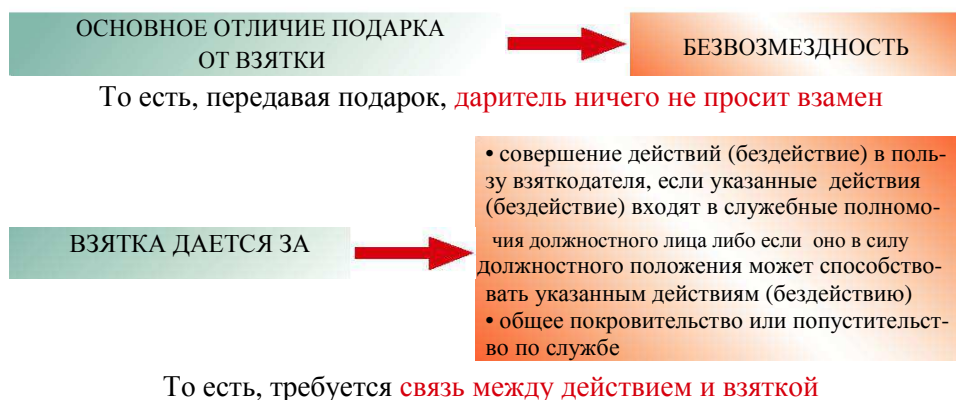 ОСНОВНОЕ ОТЛИЧИЕ ПОДАРКА
ОТ ВЗЯТКИ
БЕЗВОЗМЕЗДНОСТЬ
То есть, передавая подарок, даритель ничего не просит взамен
ВЗЯТКА ДАЕТСЯ ЗА
• совершение действий (бездействие) в поль-
зу взяткодателя, если указанные действия
(бездействие) входят в служебные полномо-
чия должностного лица либо если оно в силу
должностного положения может способство-
вать указанным действиям (бездействию)
• общее покровительство или попустительст-
во по службе
То есть, требуется связь между действием и взяткой